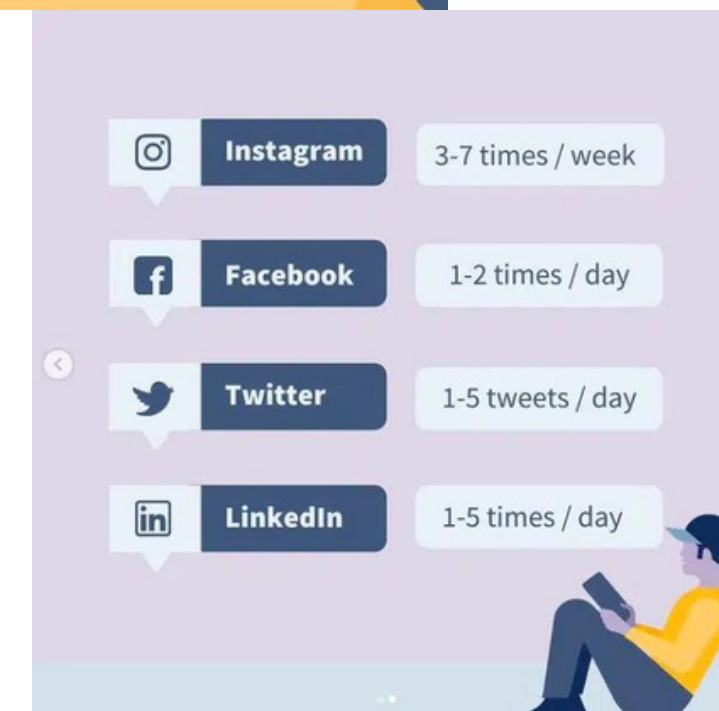 Instagram 3-7 times / week
Facebook 1-2 times / day
Twitter 1-5 tweets / day
LinkedIn 1-5 times / day